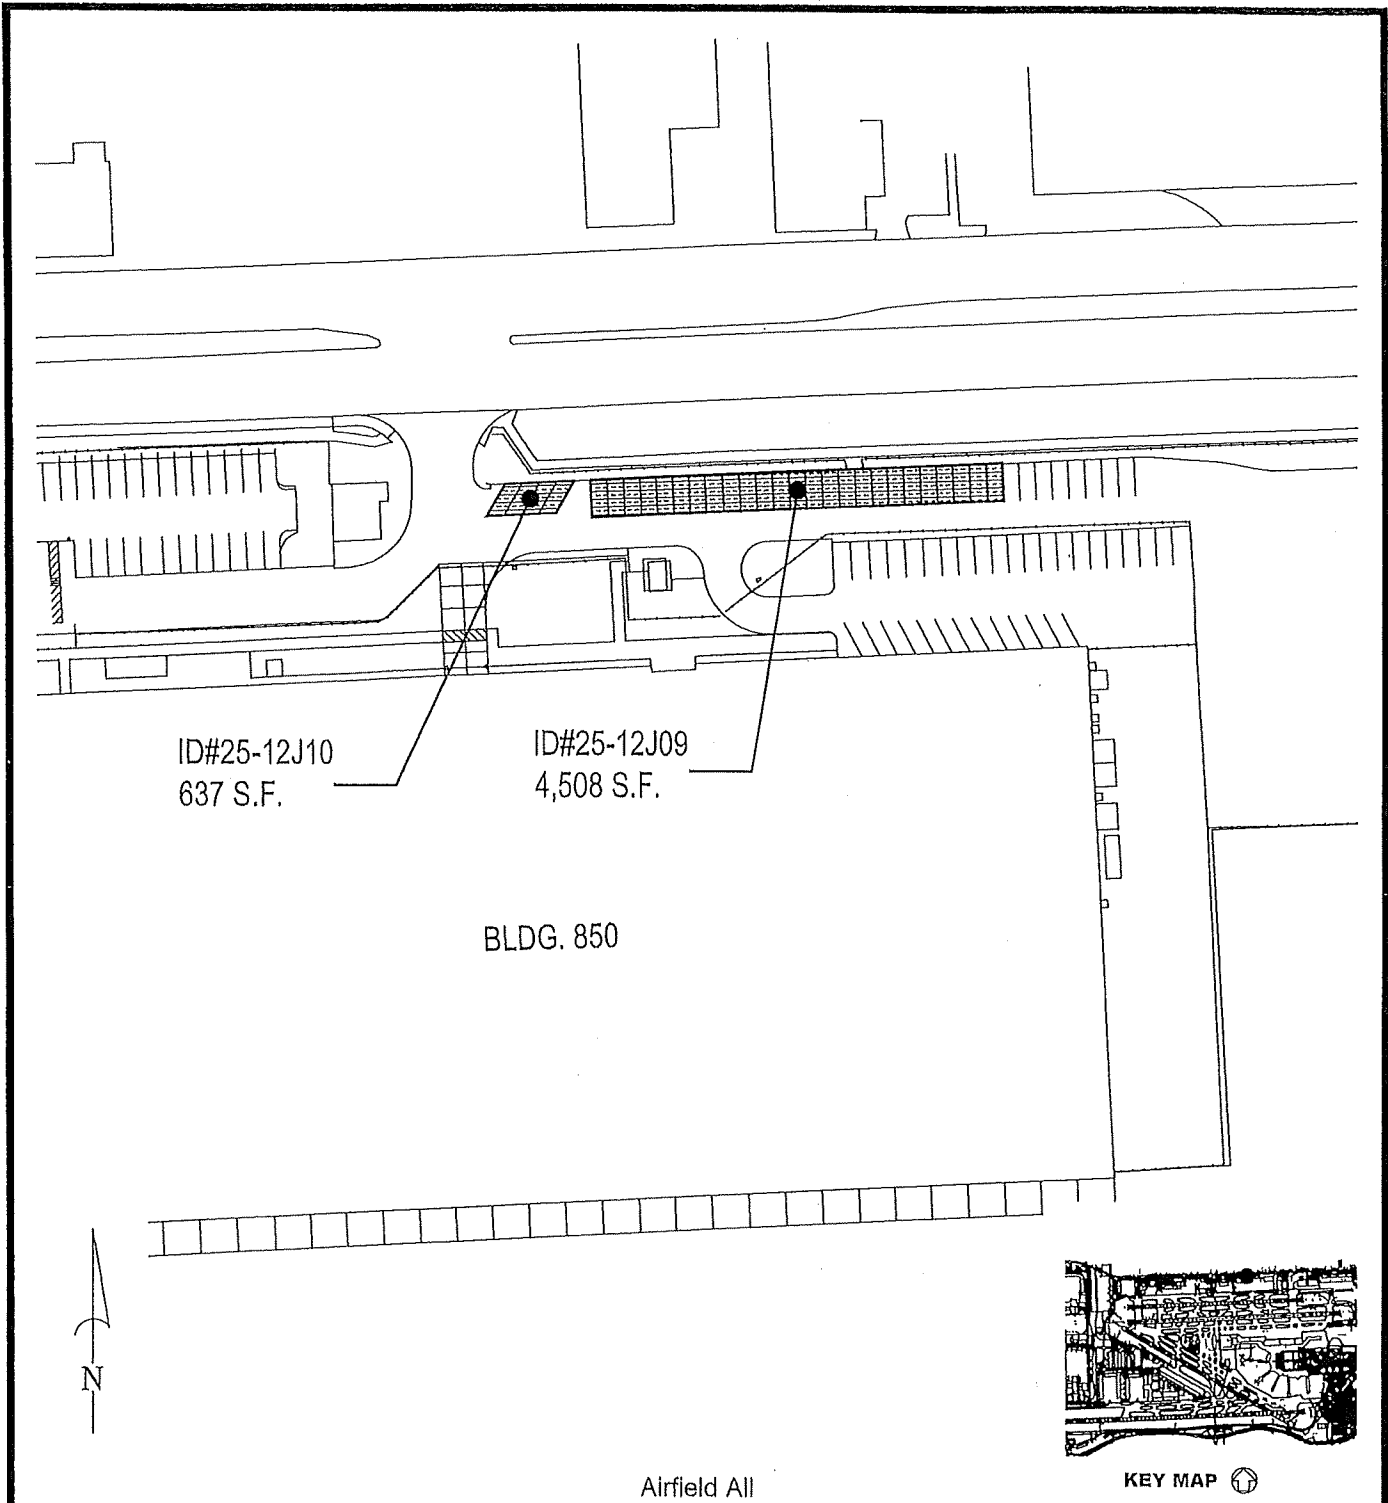 ID#25-12J10
637 S.F.
ID#25-12J09
4,508 S.F.
BLDG. 850
N
KEY MAP
Airfield All